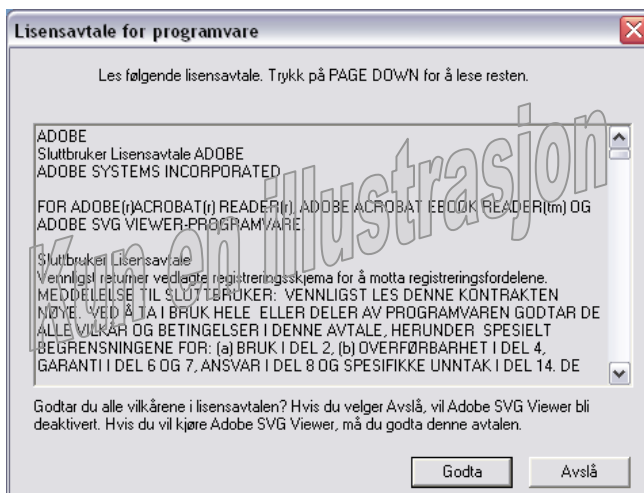 Lisensavtale for programvare
Les følgende lisensavtale. Trykk på PAGE DOWN for å lese resten.
ADOBE
Sluttbruker Lisensavtale ADOBE
ADOBE SYSTEMS INCORPORATED
FOR ADOBE(r)ACROBAT(r) READER(r), ADOBE ACROBAT EBOOK READER(tm) OG
ADOBE SVG VIEWER-PROGRAMVARE
Sluttbruker Lisensavtale
Vennligst returner vedlagte registreringsskjema for å motta registreringsfordelene.
MEDDELELSE TIL SLUTTBRUKER: VENNLIGST LES DENNE KONTRAKTEN
NØYE. VED Å TA I BRUK HELE ELLER DELER AV PROGRAMVAREN GODTAR DE
ALLE VILKÅR OG BETINGELSER I DENNE AVTALE, HERUNDER SPESIELT
BEGRENSNINGENE FOR: (a) BRUK I DEL 2, (b) OVERFØRBARHET I DEL 4,
GARANTI I DEL 6 OG 7, ANSVAR I DEL 8 OG SPESIFIKKE UNNTAK I DEL 14. DE
Kun en illustrasjon
Godtar du alle vilkårene i lisensavtalen? Hvis du velger Avslå, vil Adobe SVG Viewer bli
deaktivert. Hvis du vil kjøre Adobe SVG Viewer, må du godta denne avtalen.
Godta
Avslå